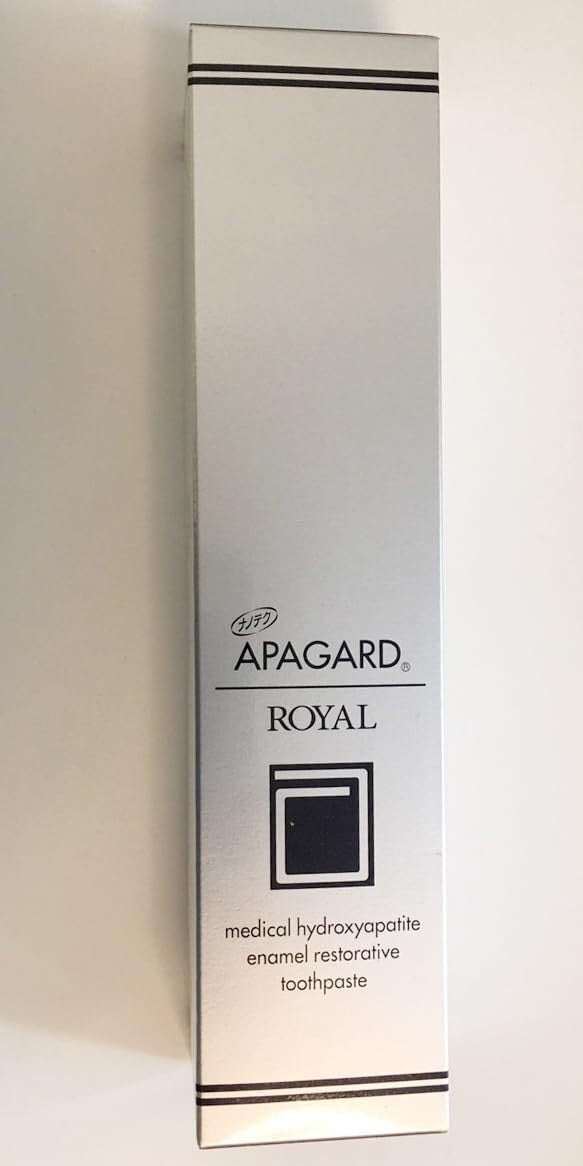 ナノテク
APAGARD®
ROYAL
medical hydroxyapatite
enamel restorative
toothpaste